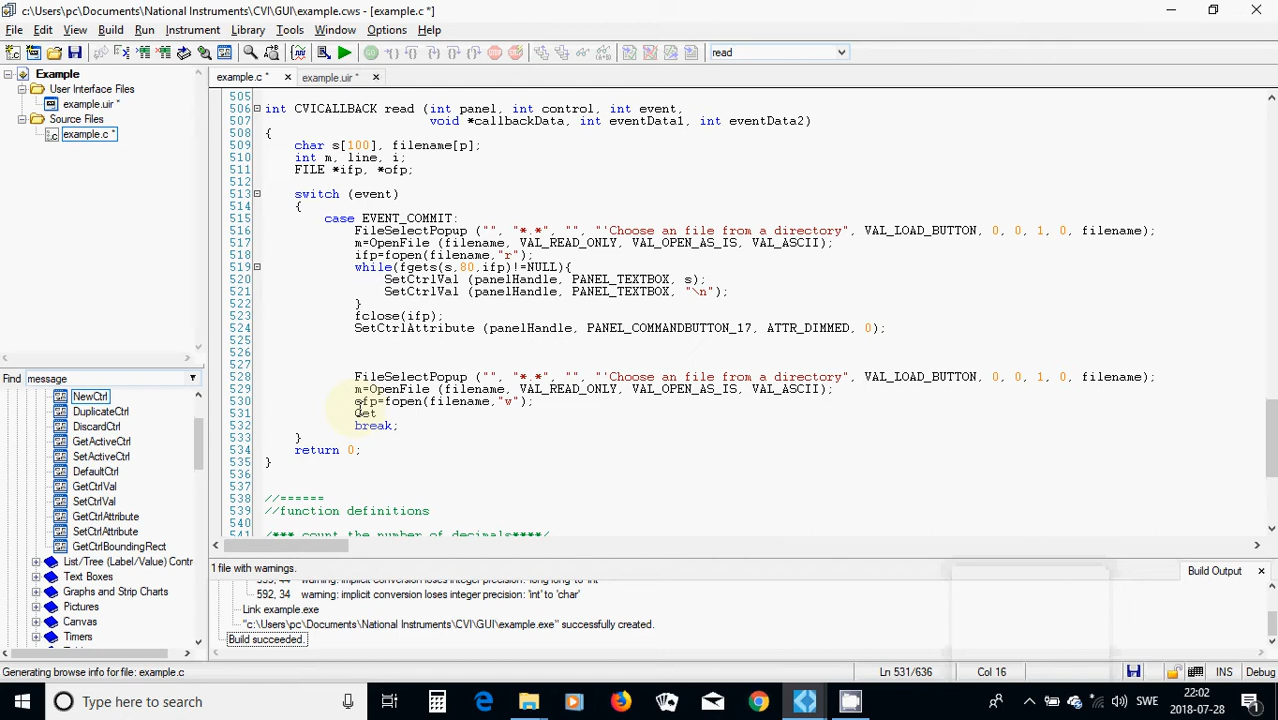 c:\Users\pc\Documents\National Instruments\CVI\GUI\example.cws - [example.c *]
File Edit View Build Run Instrument Library Tools Window Options Help
read
Example
User Interface Files
example.uir *
Source Files
example.c *
example.c * × example.uir * ×
505
506 int CVICALLBACK read (int panel, int control, int event,
507 void *callbackData, int eventData1, int eventData2)
508 {
509 char s[100], filename[p];
510 int m, line, i;
511 FILE *ifp, *ofp;
512
513 switch (event)
514 {
515 case EVENT_COMMIT:
516 FileSelectPopup ("", "*.*", "", "'Choose an file from a directory", VAL_LOAD_BUTTON, 0, 0, 1, 0, filename);
517 m=OpenFile (filename, VAL_READ_ONLY, VAL_OPEN_AS_IS, VAL_ASCII);
518 ifp=fopen(filename,"r");
519 while(fgets(s,80,ifp)!=NULL){
520 SetCtrlVal (panelHandle, PANEL_TEXTBOX, s);
521 SetCtrlVal (panelHandle, PANEL_TEXTBOX, "\n");
522 }
523 fclose(ifp);
524 SetCtrlAttribute (panelHandle, PANEL_COMMANDBUTTON_17, ATTR_DIMMED, 0);
525
526
527
528 FileSelectPopup ("", "*.*", "", "'Choose an file from a directory", VAL_LOAD_BUTTON, 0, 0, 1, 0, filename);
529 m=OpenFile (filename, VAL_READ_ONLY, VAL_OPEN_AS_IS, VAL_ASCII);
530 ofp=fopen(filename,"w");
531 Get
532 break;
533 }
534 return 0;
535 }
536
537
538 //======
539 //function definitions
540
541 /*** count the number of decimals****/
Find message
NewCtrl
DuplicateCtrl
DiscardCtrl
GetActiveCtrl
SetActiveCtrl
DefaultCtrl
GetCtrlVal
SetCtrlVal
GetCtrlAttribute
SetCtrlAttribute
GetCtrlBoundingRect
List/Tree (Label/Value) Contr
Text Boxes
Graphs and Strip Charts
Pictures
Canvas
Timers
1 file with warnings. Build Output ×
592, 34 warning: implicit conversion loses integer precision: 'int' to 'char'
Link example.exe
"c:\Users\pc\Documents\National Instruments\CVI\GUI\example.exe" successfully created.
Build succeeded.
Generating browse info for file: example.c Ln 531/636 Col 16 INS Debug
Type here to search SWE 22:02
2018-07-28